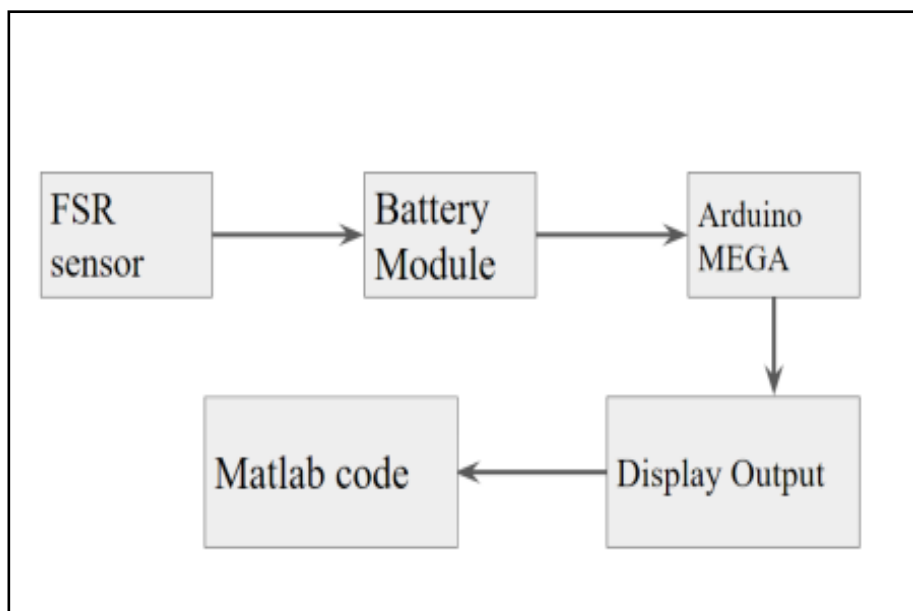 FSR
sensor
Battery
Module
Arduino
MEGA
Display Output
Matlab code